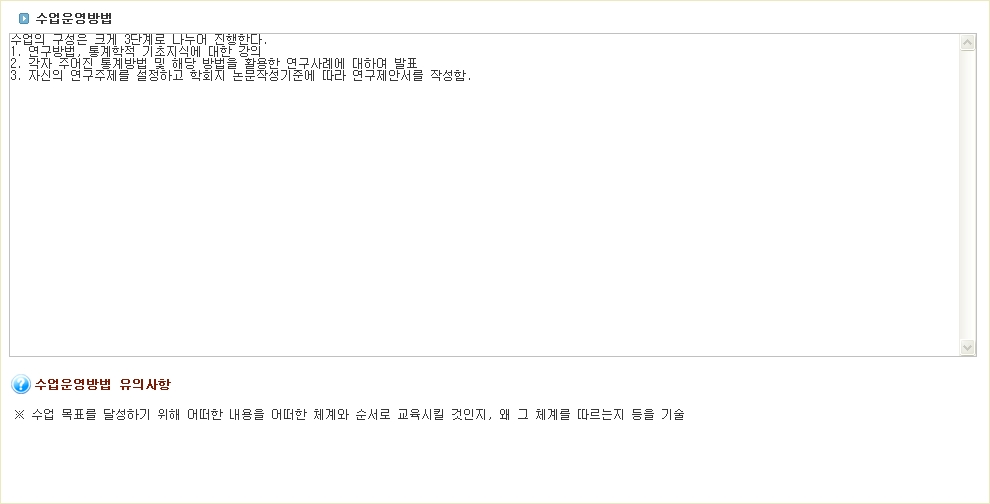 수업운영방법
수업의 구성은 크게 3단계로 나누어 진행한다.
1. 연구방법, 통계학적 기초지식에 대한 강의
2. 각자 주어진 통계방법 및 해당 방법을 활용한 연구사례에 대하여 발표
3. 자신의 연구주제를 설정하고 학회지 논문작성기준에 따라 연구제안서를 작성함.
수업운영방법 유의사항
※ 수업 목표를 달성하기 위해 어떠한 내용을 어떠한 체계와 순서로 교육시킬 것인지, 왜 그 체계를 따르는지 등을 기술